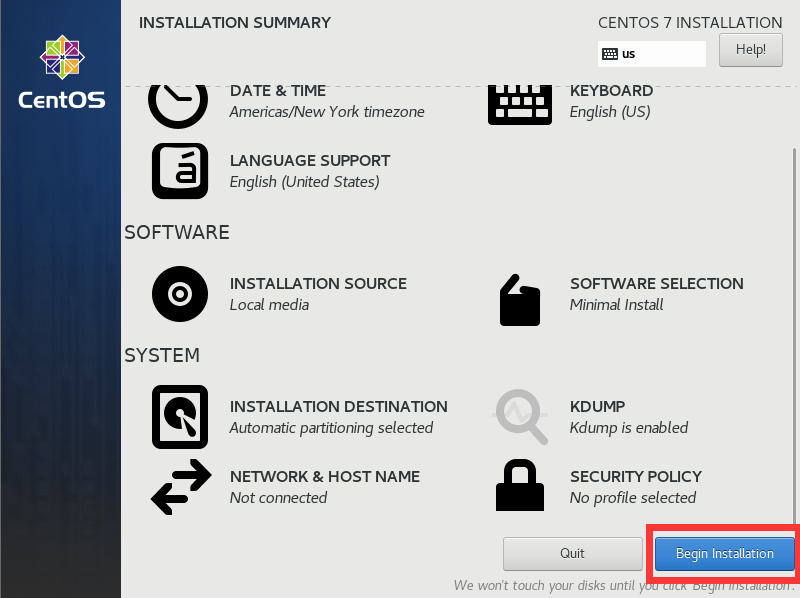 INSTALLATION SUMMARY
CENTOS 7 INSTALLATION
us
Help!
CentOS
DATE & TIME
Americas/New York timezone
KEYBOARD
English (US)
LANGUAGE SUPPORT
English (United States)
SOFTWARE
INSTALLATION SOURCE
Local media
SOFTWARE SELECTION
Minimal Install
SYSTEM
INSTALLATION DESTINATION
Automatic partitioning selected
KDUMP
Kdump is enabled
NETWORK & HOST NAME
Not connected
SECURITY POLICY
No profile selected
Quit
Begin Installation
We won't touch your disks until you click 'Begin Installation'.